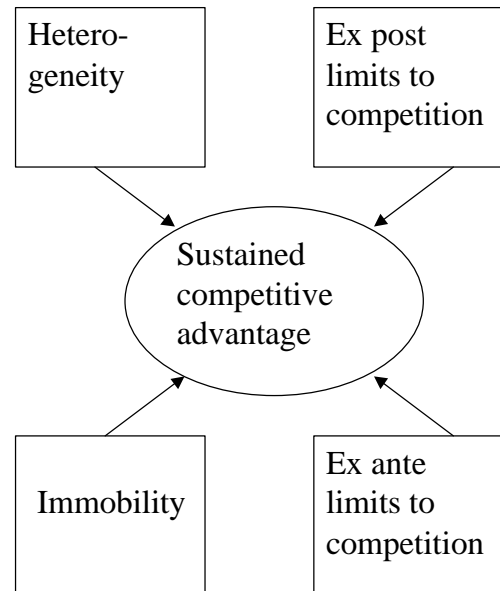 Hetero-
geneity
Ex post
limits to
competition
Sustained
competitive
advantage
Immobility
Ex ante
limits to
competition